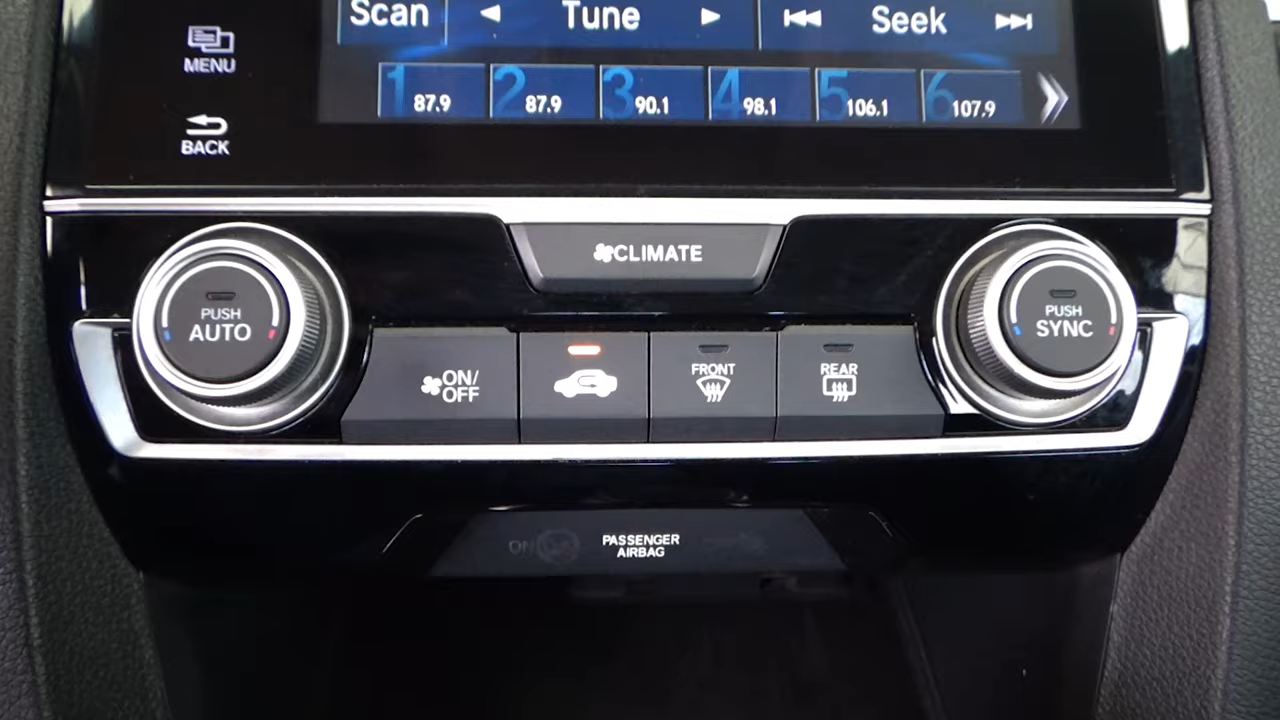 Scan Tune Seek
MENU
1 87.9 2 87.9 3 90.1 4 98.1 5 106.1 6 107.9
BACK
CLIMATE
PUSH
AUTO
PUSH
SYNC
ON/
OFF
FRONT
REAR
ON
PASSENGER
AIRBAG